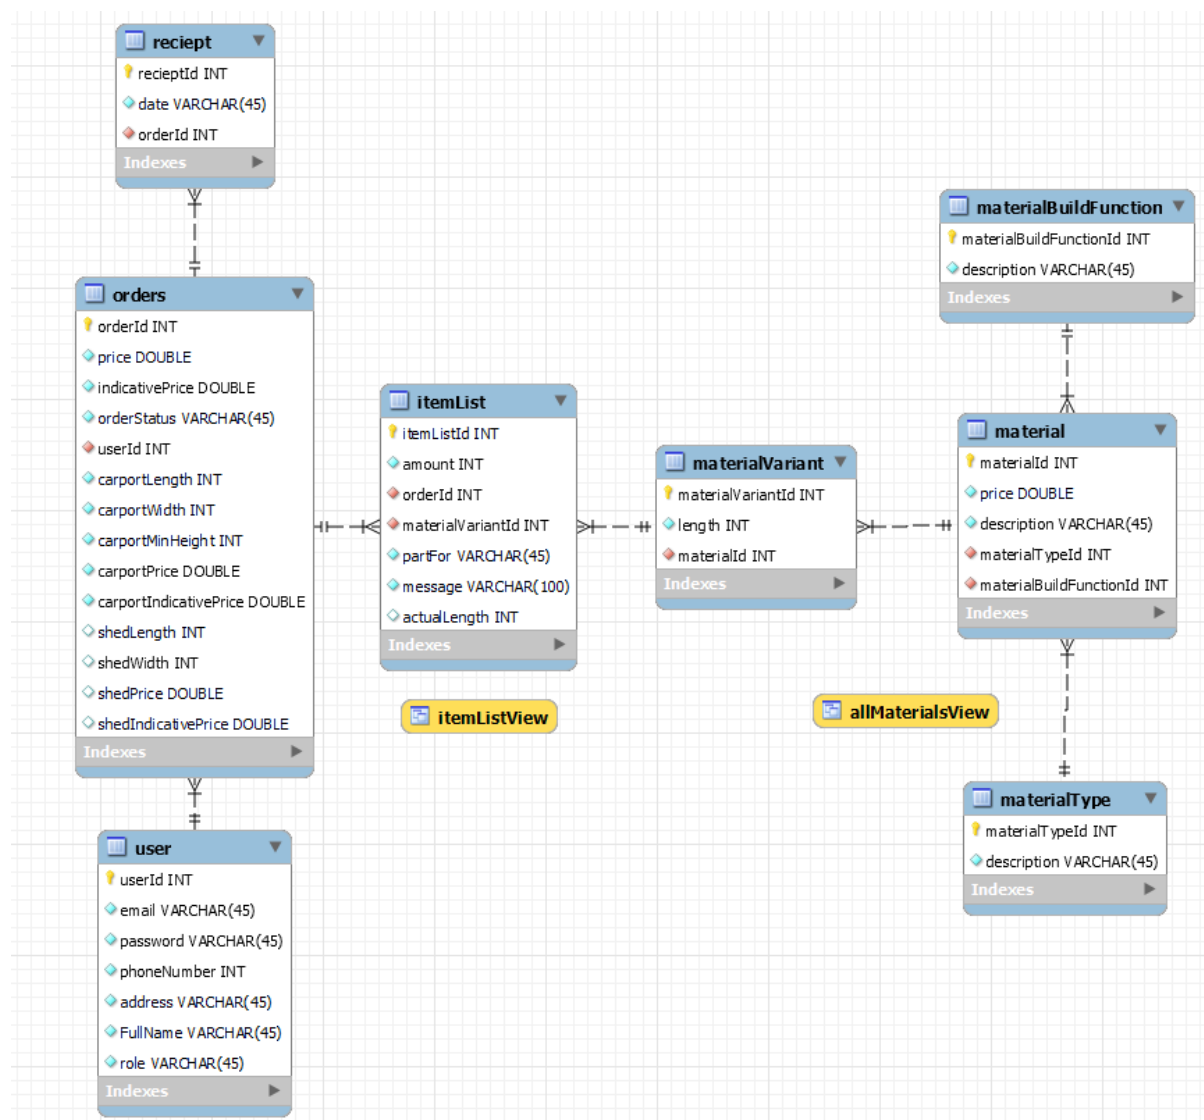 reciept
recieptId INT
date VARCHAR(45)
orderId INT
Indexes
orders
orderId INT
price DOUBLE
indicativePrice DOUBLE
orderStatus VARCHAR(45)
userId INT
carportLength INT
carportWidth INT
carportMinHeight INT
carportPrice DOUBLE
carportIndicativePrice DOUBLE
shedLength INT
shedWidth INT
shedPrice DOUBLE
shedIndicativePrice DOUBLE
Indexes
user
userId INT
email VARCHAR(45)
password VARCHAR(45)
phoneNumber INT
address VARCHAR(45)
FullName VARCHAR(45)
role VARCHAR(45)
Indexes
itemList
itemListId INT
amount INT
orderId INT
materialVariantId INT
partFor VARCHAR(45)
message VARCHAR(100)
actualLength INT
Indexes
itemListView
materialVariant
materialVariantId INT
length INT
materialId INT
Indexes
allMaterialsView
materialBuildFunction
materialBuildFunctionId INT
description VARCHAR(45)
Indexes
material
materialId INT
price DOUBLE
description VARCHAR(45)
materialTypeId INT
materialBuildFunctionId INT
Indexes
materialType
materialTypeId INT
description VARCHAR(45)
Indexes